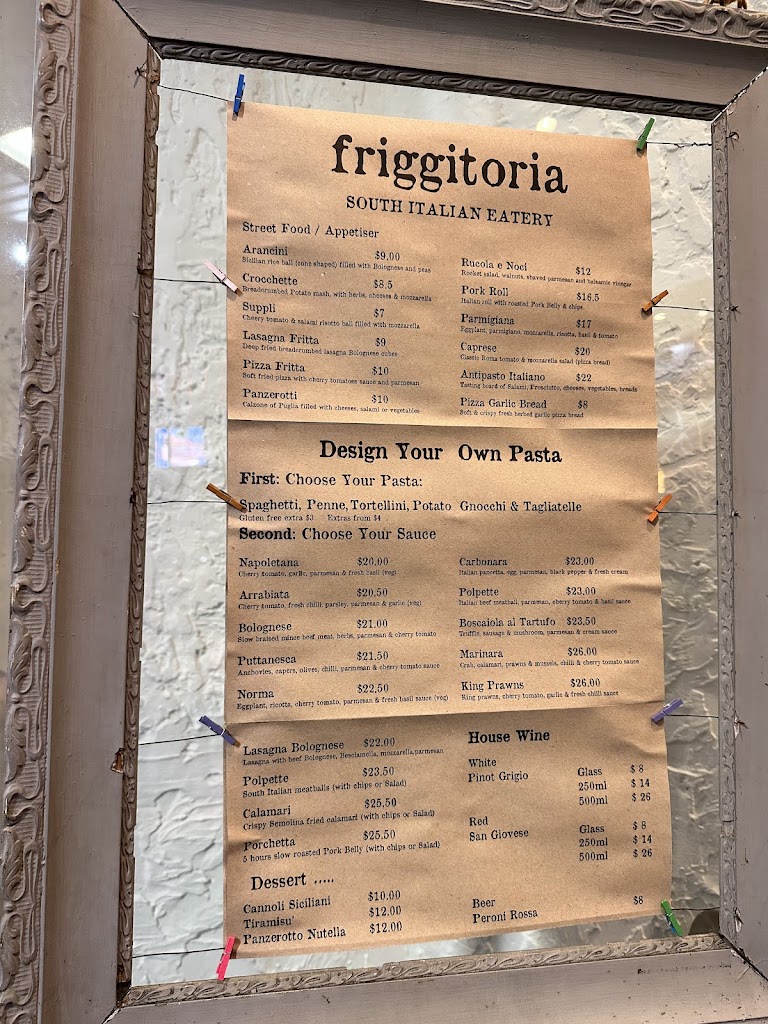 friggitoria
SOUTH ITALIAN EATERY
Street Food / Appetiser
Arancini $9,00
Sicilian rice ball (cone shaped) filled with Bolognese and peas
Crocchette $8.5
Breadcrumbed Potato mash, with herbs, cheeses & mozzarella
Suppli $7
Cherry tomato & salami risotto ball filled with mozzarella
Lasagna Fritta $9
Deep fried breadcrumbed lasagna Bolognese cubes
Pizza Fritta $10
Soft fried pizza with cherry tomatoes sauce and parmesan
Panzerotti $10
Calzone of Puglia filled with cheeses, salami or vegetables
Rucola e Noci $12
Rocket salad, walnuts, shaved parmesan and balsamic vinegar
Pork Roll $16.5
Italian roll with roasted Pork Belly & chips
Parmigiana $17
Eggplant, parmigiano, mozzarella, ricotta, basil & tomato
Caprese $20
Classic Roma tomato & mozzarella salad (pizza bread)
Antipasto Italiano $22
Tasting board of Salami, Prosciutto, cheeses, vegetables, breads
Pizza Garlic Bread $8
Soft & crispy fresh herbed garlic pizza bread
Design Your Own Pasta
First: Choose Your Pasta:
Spaghetti, Penne, Tortellini, Potato Gnocchi & Tagliatelle
Gluten free extra $3 Extras from $4
Second: Choose Your Sauce
Napoletana $20,00
Cherry tomato, garlic, parmesan & fresh basil (veg)
Arrabiata $20,50
Cherry tomato, fresh chilli, parsley, parmesan & garlic (veg)
Bolognese $21.00
Slow braised mince beef meat, herbs, parmesan & cherry tomato
Puttanesca $21,50
Anchovies, capers, olives, chilli, parmesan & cherry tomato sauce
Norma $22,50
Eggplant, ricotta, cherry tomato, parmesan & fresh basil sauce (veg)
Carbonara $23.00
Italian pancetta, egg, parmesan, black pepper & fresh cream
Polpette $23.00
Italian beef meatball, parmesan, cherry tomato & basil sauce
Boscaiola al Tartufo $23,50
Truffle, sausage & mushroom, parmesan & cream sauce
Marinara $26.00
Crab, calamari, prawns & mussels, chilli & cherry tomato sauce
King Prawns $26.00
King prawns, cherry tomato, garlic & fresh chilli sauce
Lasagna Bolognese $22.00
Lasagna with beef Bolognese, Besciamella, mozzarella, parmesan
Polpette $23,50
South Italian meatballs (with chips or Salad)
Calamari $25,50
Crispy Semolina fried calamari (with chips or Salad)
Porchetta $25.50
5 hours slow roasted Pork Belly (with chips or Salad)
Dessert .....
Cannoli Siciliani $10.00
Tiramisu' $12.00
Panzerotto Nutella $12.00
House Wine
White
Pinot Grigio Glass $ 8
250ml $ 14
500ml $ 26
Red
San Giovese Glass $ 8
250ml $ 14
500ml $ 26
Beer $8
Peroni Rossa